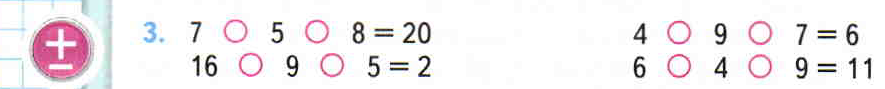 3. 7 ○ 5 ○ 8 = 20
16 ○ 9 ○ 5 = 2
4 ○ 9 ○ 7 = 6
6 ○ 4 ○ 9 = 11